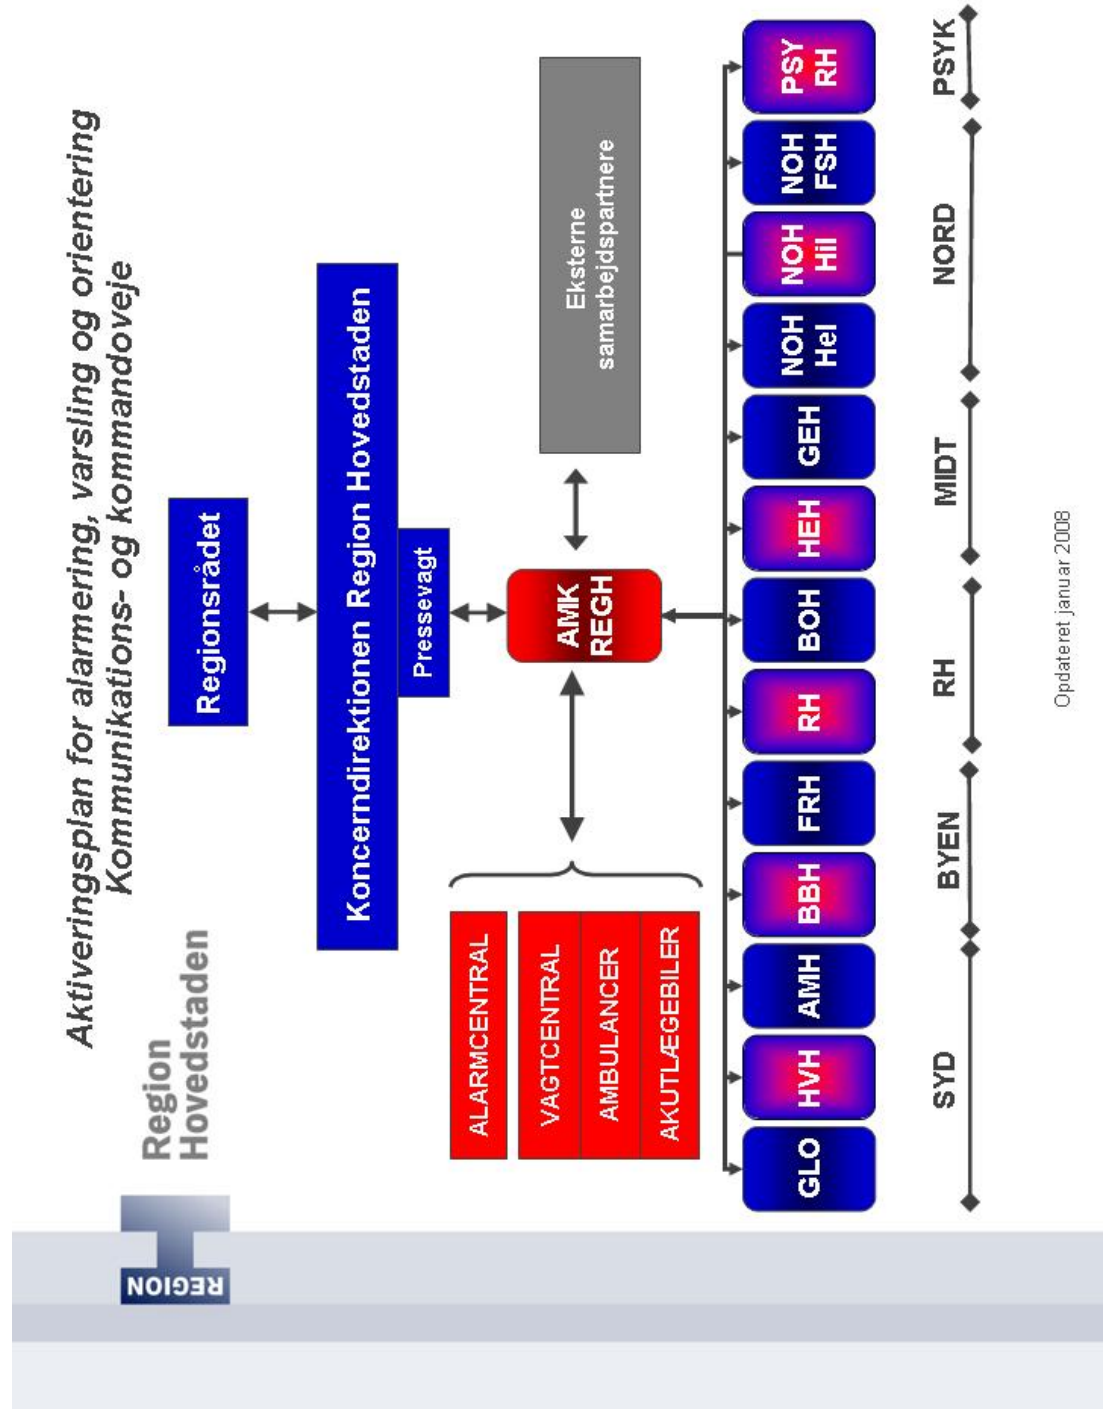 Aktiveringsplan for alarmering, varsling og orientering
Kommunikations- og kommandoveje
Region
Hovedstaden
REGION
Regionsrådet
Koncerndirektionen Region Hovedstaden
Pressevagt
ALARMCENTRAL
VAGTCENTRAL
AMBULANCER
AKUTLÆGEBILER
AMK
REGH
Eksterne
samarbejdspartnere
GLO
HVH
AMH
BBH
FRH
RH
BOH
HEH
GEH
NOH
Hel
NOH
Hil
NOH
FSH
PSY
RH
SYD
BYEN
RH
MIDT
NORD
PSYK
Opdateret januar 2008